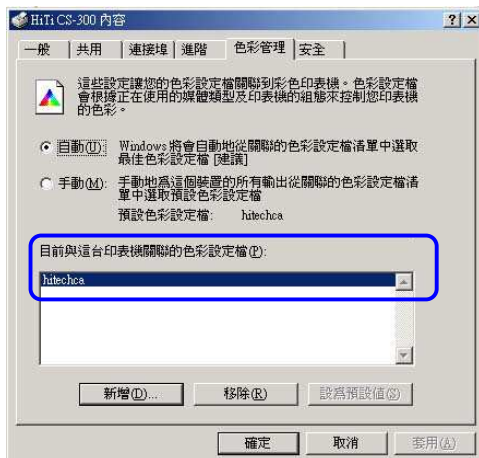 HiTi CS-300 內容
一般 共用 連接埠 進階 色彩管理 安全
這些設定讓您的色彩設定檔關聯到彩色印表機。色彩設定檔
會根據正在使用的媒體類型及印表機的組態來控制您印表機
的色彩。
自動(U): Windows 將會自動地從關聯的色彩設定檔清單中選取
最佳色彩設定檔 [建議]
手動(M): 手動地為這個裝置的所有輸出從關聯的色彩設定檔清
單中選取預設色彩設定檔
預設色彩設定檔: hitechca
目前與這台印表機關聯的色彩設定檔(P):
hitechca
新增(D)... 移除(R) 設為預設值(S)
確定 取消 套用(A)